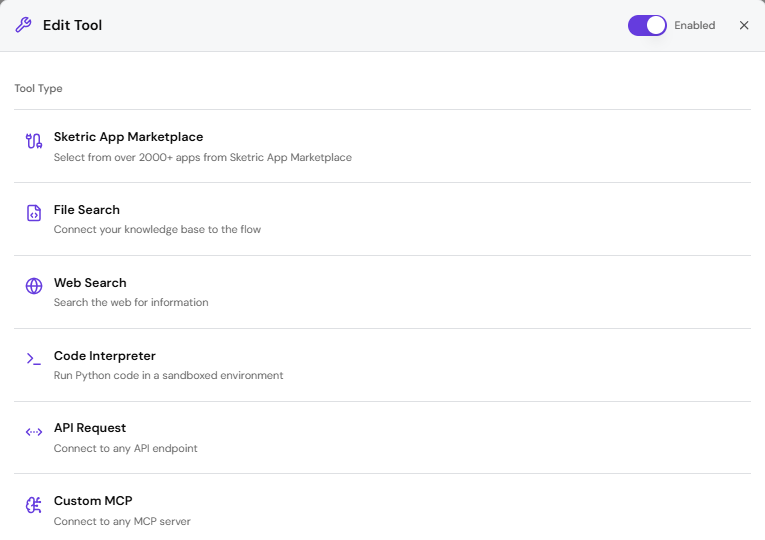 Edit Tool
Enabled
Tool Type
Sketric App Marketplace
Select from over 2000+ apps from Sketric App Marketplace
File Search
Connect your knowledge base to the flow
Web Search
Search the web for information
Code Interpreter
Run Python code in a sandboxed environment
API Request
Connect to any API endpoint
Custom MCP
Connect to any MCP server